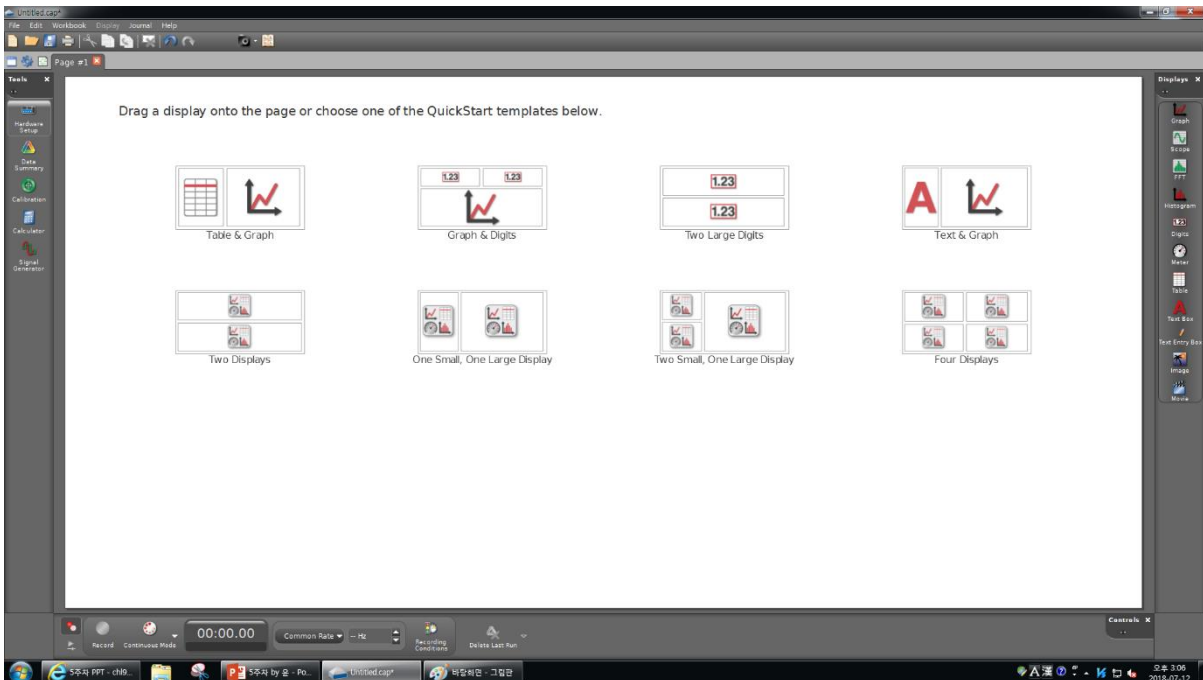 Untitled.cap*
File Edit Workbook Display Journal Help
Page #1
Tools
Displays
Drag a display onto the page or choose one of the QuickStart templates below.
Hardware Setup
Data Summary
Calibration
Calculator
Signal Generator
1.23 1.23
1.23
1.23
A
Table & Graph
Graph & Digits
Two Large Digits
Text & Graph
Two Displays
One Small, One Large Display
Two Small, One Large Display
Four Displays
Graph
Scope
FFT
Histogram
1.23
Digits
Meter
Table
Text Box
Text Entry Box
Image
Movie
Controls
Record
Continuous Mode
00:00.00
Common Rate
-- Hz
Recording Conditions
Delete Last Run
5주차 PPT - chl9...
5주차 by 윤 - Po...
Untitled.cap*
바탕화면 - 그림판
A 漢
오후 3:06
2018-07-12